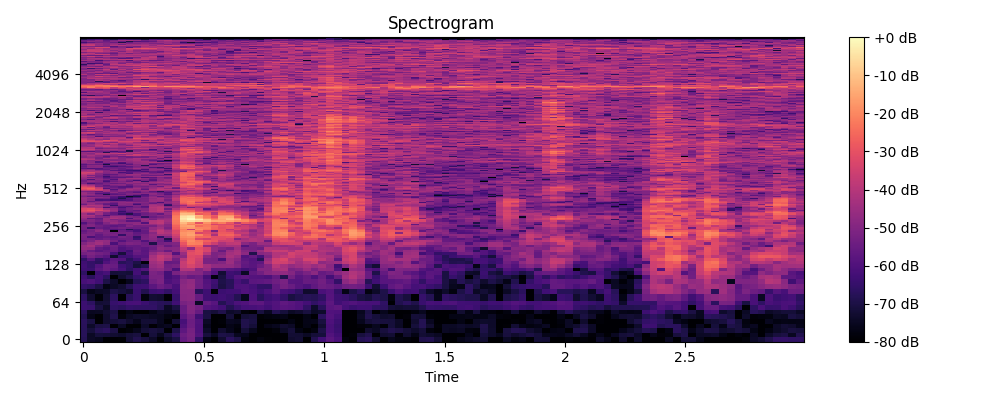 Spectrogram
Hz
4096
2048
1024
512
256
128
64
0
0
0.5
1
1.5
2
2.5
Time
+0 dB
-10 dB
-20 dB
-30 dB
-40 dB
-50 dB
-60 dB
-70 dB
-80 dB